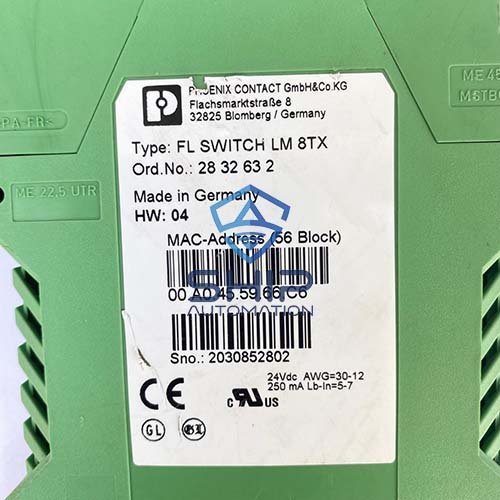 PHOENIX CONTACT GmbH&Co.KG
Flachsmarktstraße 8
32825 Blomberg / Germany
Type: FL SWITCH LM 8TX
Ord.No.: 28 32 63 2
Made in Germany
HW: 04
MAC-Address (56 Block)
00.A0.45.59.66.C6
SHIP
AUTOMATION
Sno.: 2030852802
24Vdc AWG=30-12
250 mA Lb-In=5-7
CE
c US
GL
ME 22,5 UTR
PA-FR<
ME 45
MSTB